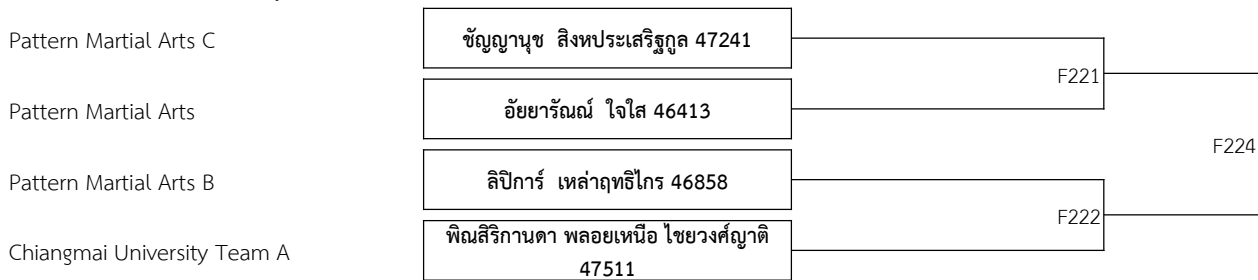 Pattern Martial Arts C
ชัญญานุช สิงหประเสริฐกูล 47241
F221
Pattern Martial Arts
อัยยารัณณ์ ใจใส 46413
F224
Pattern Martial Arts B
ลิปิการ์ เหล่าฤทธิไกร 46858
F222
Chiangmai University Team A
พิณสิริกานดา พลอยเหนือ ไชยวงศ์ญาติ
47511